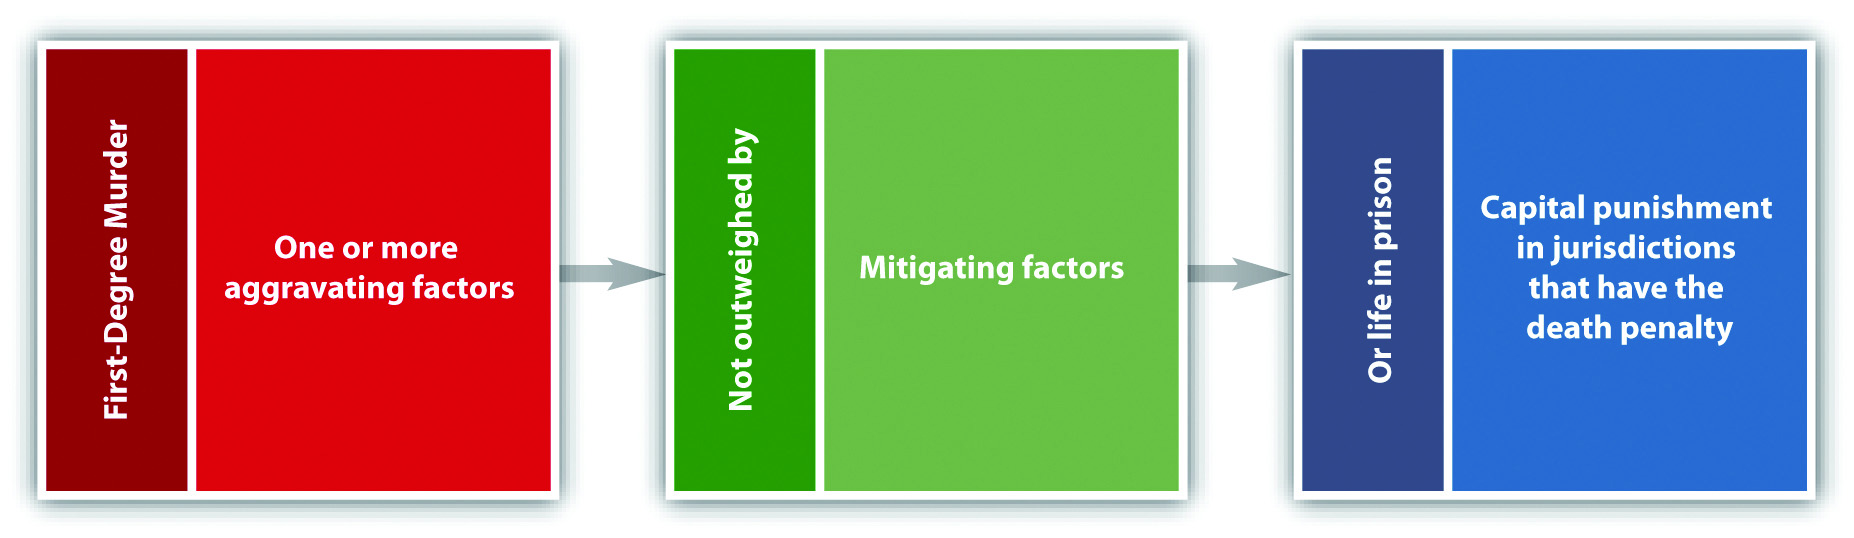 First-Degree Murder
One or more
aggravating factors
Not outweighed by
Mitigating factors
Or life in prison
Capital punishment
in jurisdictions
that have the
death penalty